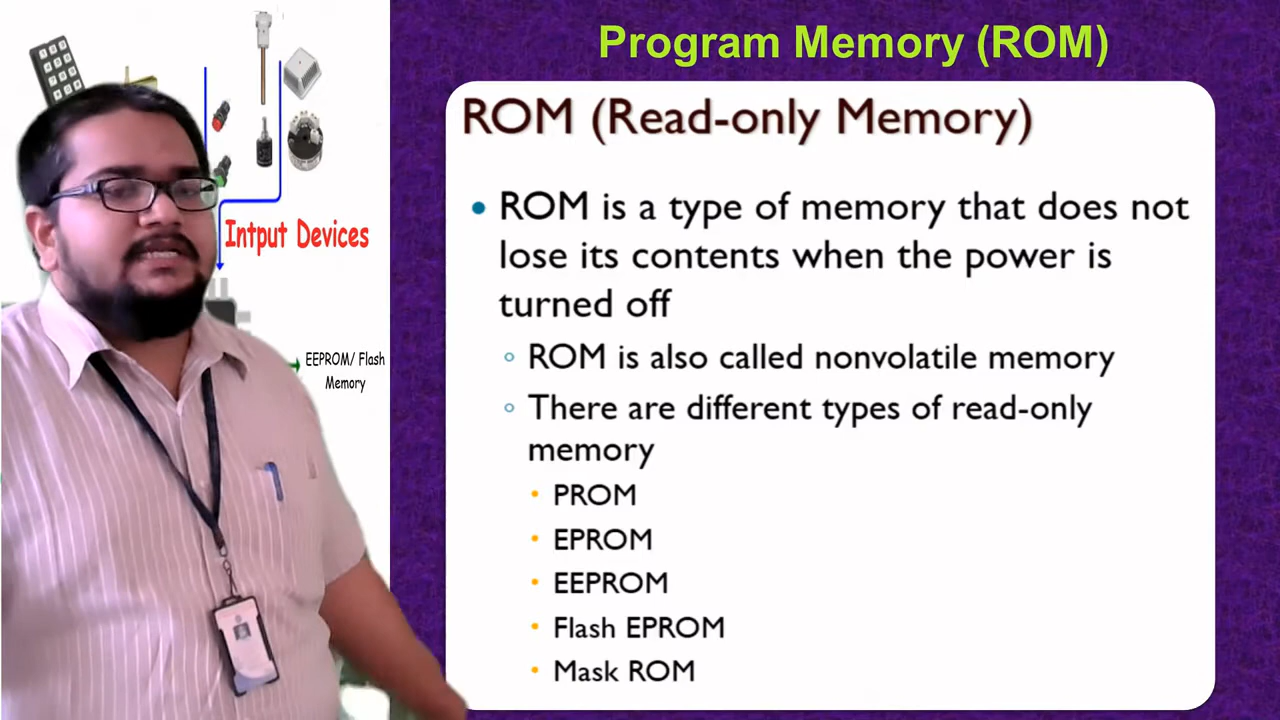 Program Memory (ROM)
ROM (Read-only Memory)
• ROM is a type of memory that does not
lose its contents when the power is
turned off
◦ ROM is also called nonvolatile memory
◦ There are different types of read-only
memory
• PROM
• EPROM
• EEPROM
• Flash EPROM
• Mask ROM
Intput Devices
EEPROM/ Flash
Memory